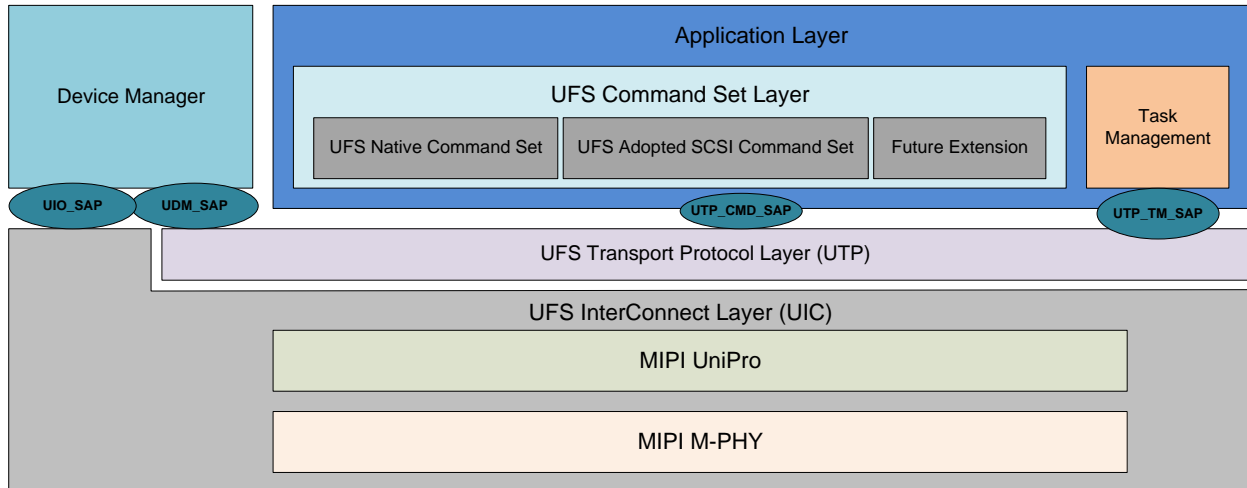 Device Manager
Application Layer
UFS Command Set Layer
UFS Native Command Set
UFS Adopted SCSI Command Set
Future Extension
Task
Management
UIO_SAP
UDM_SAP
UTP_CMD_SAP
UTP_TM_SAP
UFS Transport Protocol Layer (UTP)
UFS InterConnect Layer (UIC)
MIPI UniPro
MIPI M-PHY